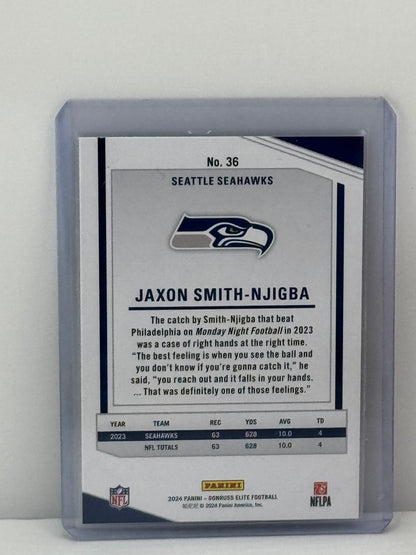 No. 36
SEATTLE SEAHAWKS
JAXON SMITH-NJIGBA
The catch by Smith-Njigba that beat
Philadelphia on Monday Night Football in 2023
was a case of right hands at the right time.
“The best feeling is when you see the ball and
you don't know if you're gonna catch it,” he
said, “you reach out and it falls in your hands.
... That was definitely one of those feelings.”
YEAR TEAM REC YDS AVG TD
2023 SEAHAWKS 63 628 10.0 4
NFL TOTALS 63 628 10.0 4
PANINI
NFL
2024 PANINI – DONRUSS ELITE FOOTBALL
© 2024 Panini America, Inc.
NFLPA